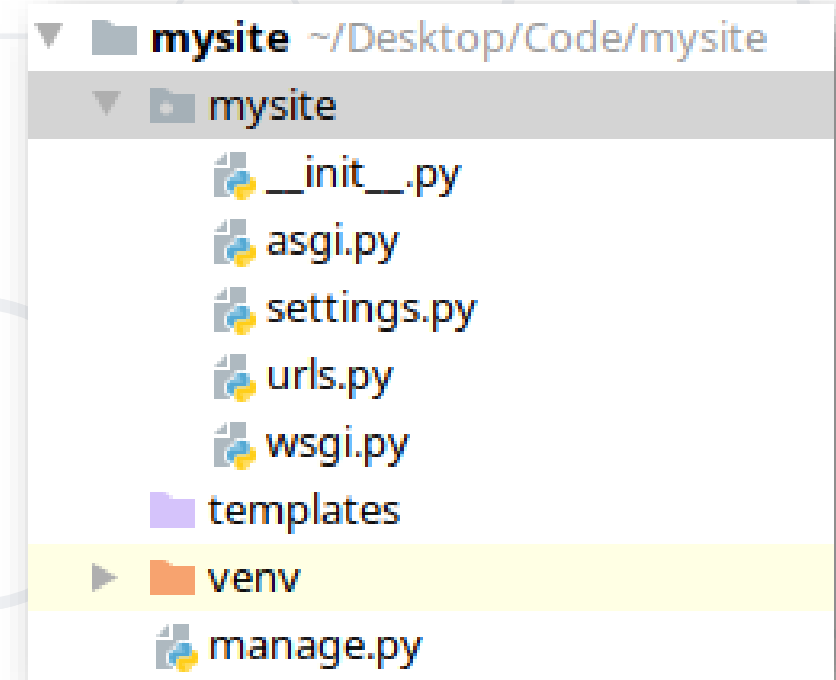 mysite ~/Desktop/Code/mysite
mysite
__init__.py
asgi.py
settings.py
urls.py
wsgi.py
templates
venv
manage.py